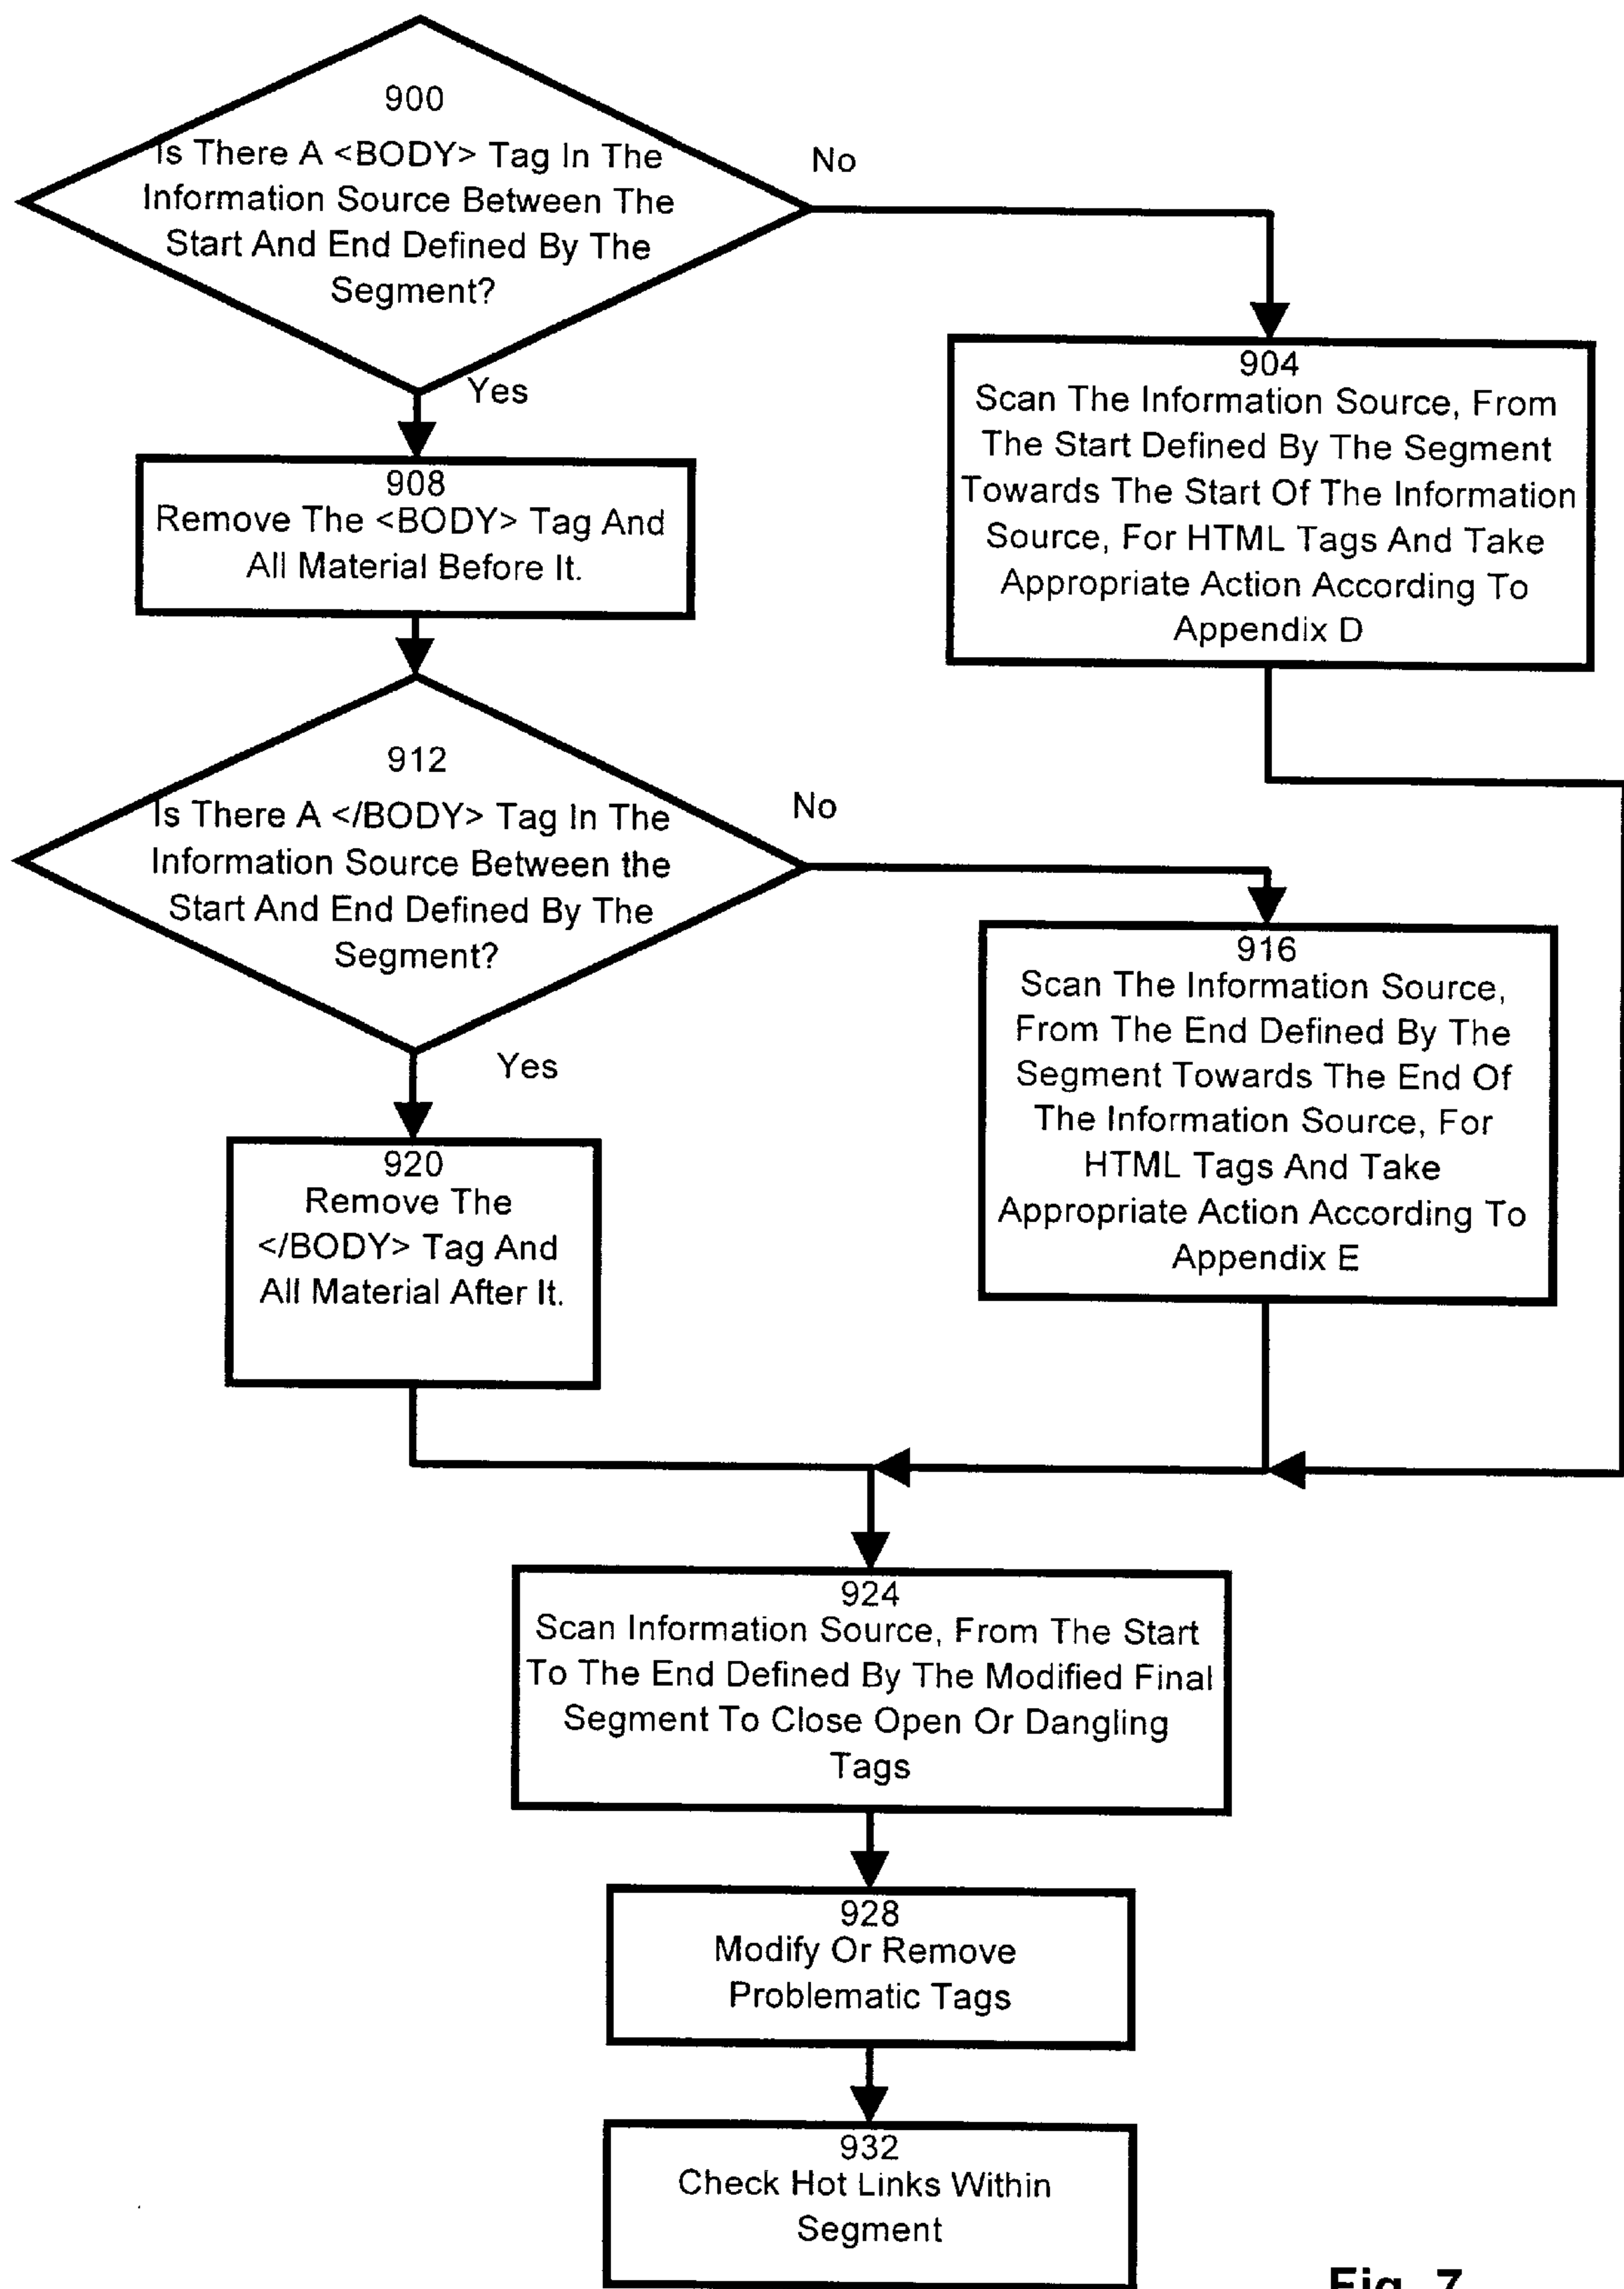 900
Is There A <BODY> Tag In The
Information Source Between The
Start And End Defined By The
Segment?
No
Yes
904
Scan The Information Source, From
The Start Defined By The Segment
Towards The Start Of The Information
Source, For HTML Tags And Take
Appropriate Action According To
Appendix D
908
Remove The <BODY> Tag And
All Material Before It.
912
Is There A </BODY> Tag In The
Information Source Between the
Start And End Defined By The
Segment?
No
Yes
916
Scan The Information Source,
From The End Defined By The
Segment Towards The End Of
The Information Source, For
HTML Tags And Take
Appropriate Action According To
Appendix E
920
Remove The
</BODY> Tag And
All Material After It.
924
Scan Information Source, From The Start
To The End Defined By The Modified Final
Segment To Close Open Or Dangling
Tags
928
Modify Or Remove
Problematic Tags
932
Check Hot Links Within
Segment
Fig. 7